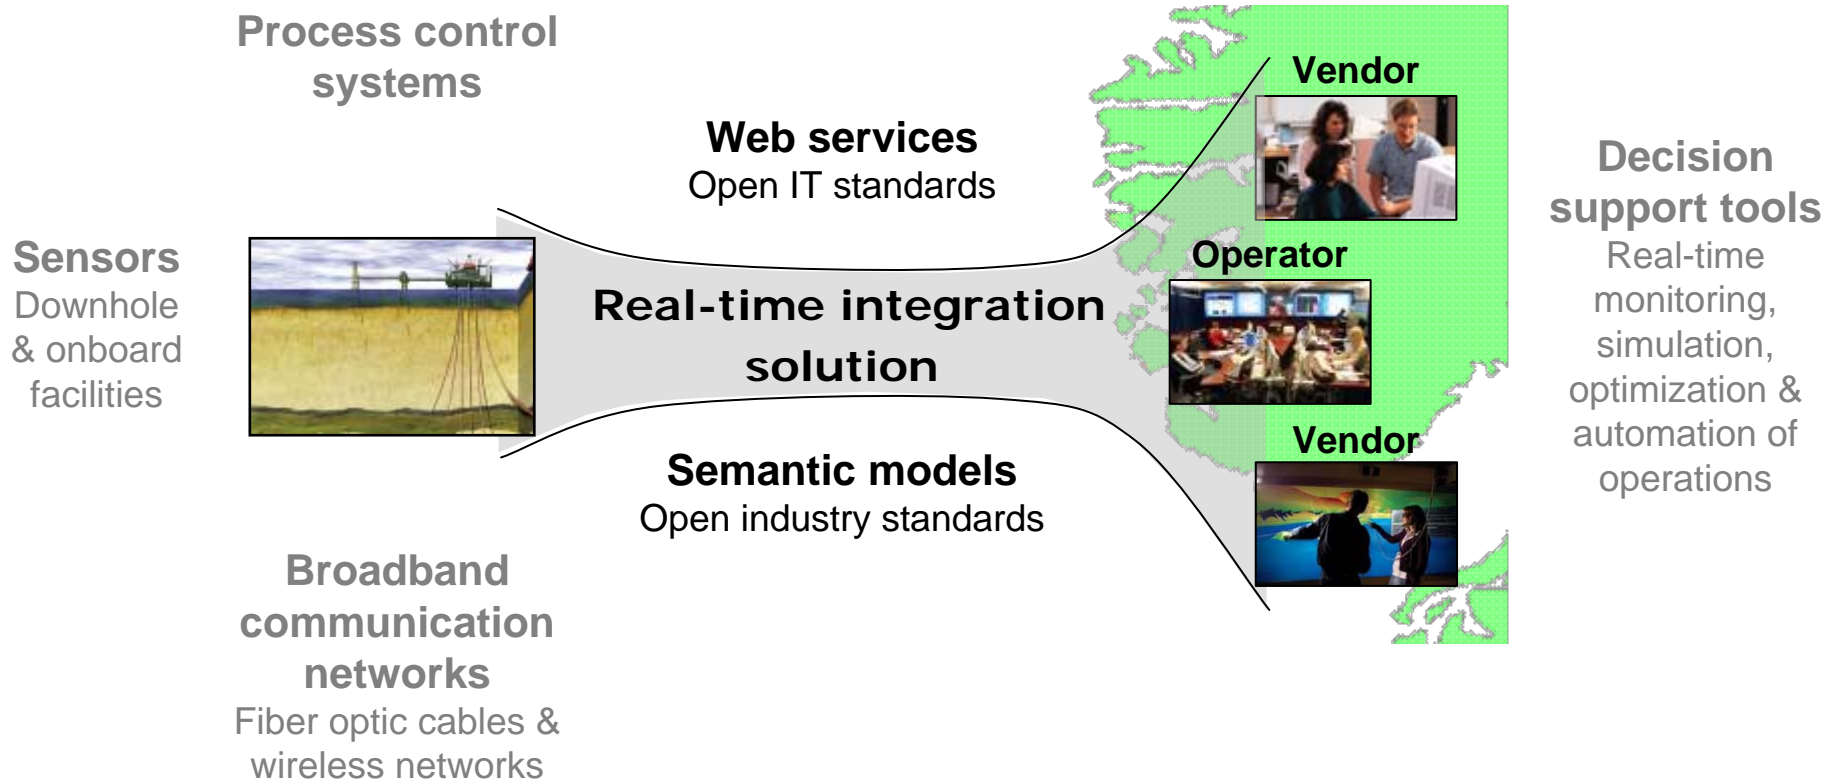 Process control
systems
Web services
Open IT standards
Vendor
Decision
support tools
Real-time
monitoring,
simulation,
optimization &
automation of
operations
Sensors
Downhole
& onboard
facilities
Operator
Real-time integration
solution
Vendor
Semantic models
Open industry standards
Broadband
communication
networks
Fiber optic cables &
wireless networks